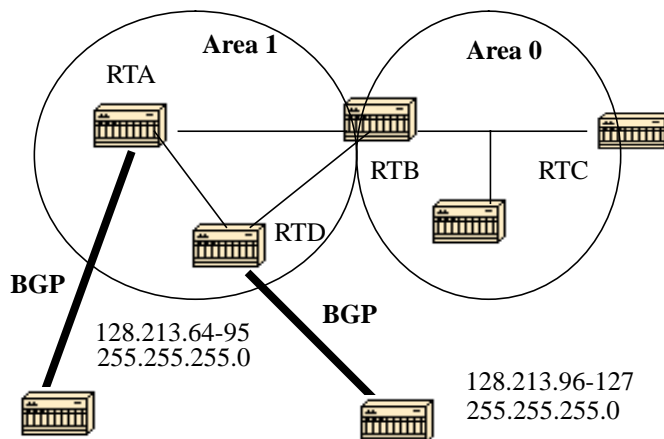 Area 1
Area 0
RTA
RTB
RTC
RTD
BGP
BGP
128.213.64-95
255.255.255.0
128.213.96-127
255.255.255.0